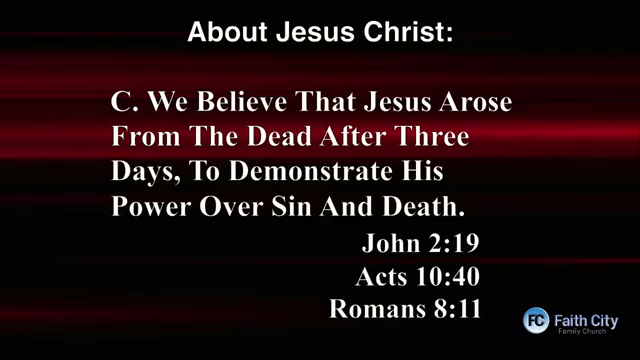 About Jesus Christ:
C. We Believe That Jesus Arose
From The Dead After Three
Days, To Demonstrate His
Power Over Sin And Death.
John 2:19
Acts 10:40
Romans 8:11
FC Faith City
Family Church